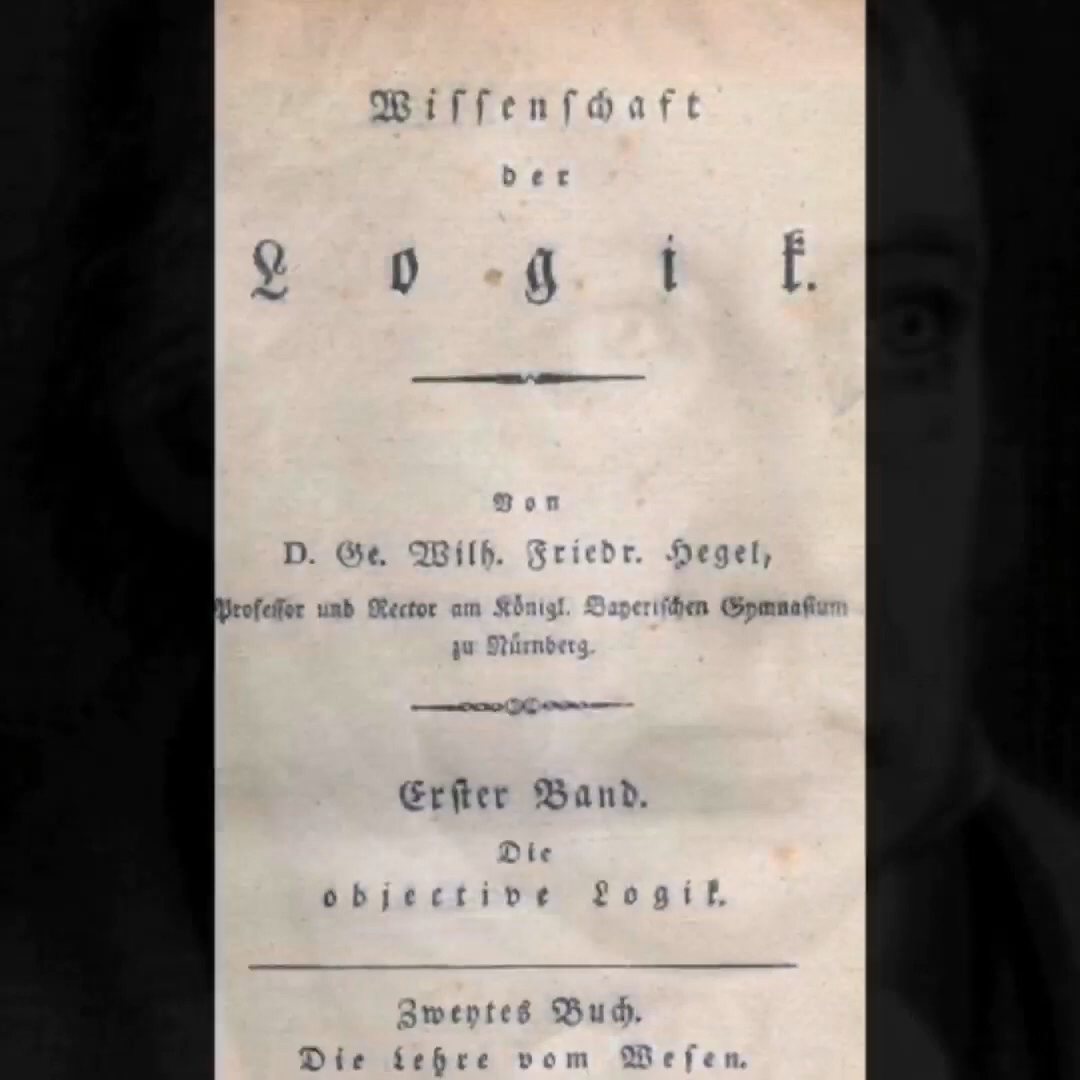 Wissenschaft
der
Logik.
Von
D. Ge. Wilh. Friedr. Hegel,
Professor und Rector am Königl. Bayerischen Gymnasium
zu Nürnberg.
Erster Band.
Die
objective Logik.
Zweytes Buch.
Die Lehre vom Wesen.